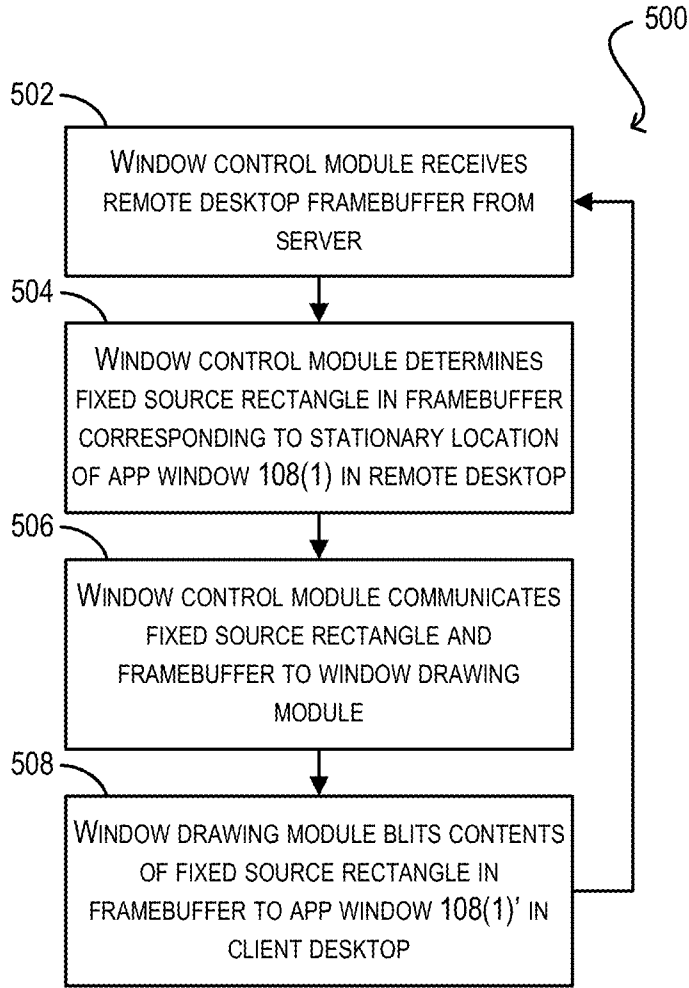 500
502
WINDOW CONTROL MODULE RECEIVES
REMOTE DESKTOP FRAMEBUFFER FROM
SERVER
504
WINDOW CONTROL MODULE DETERMINES
FIXED SOURCE RECTANGLE IN FRAMEBUFFER
CORRESPONDING TO STATIONARY LOCATION
OF APP WINDOW 108(1) IN REMOTE DESKTOP
506
WINDOW CONTROL MODULE COMMUNICATES
FIXED SOURCE RECTANGLE AND
FRAMEBUFFER TO WINDOW DRAWING
MODULE
508
WINDOW DRAWING MODULE BLITS CONTENTS
OF FIXED SOURCE RECTANGLE IN
FRAMEBUFFER TO APP WINDOW 108(1)’ IN
CLIENT DESKTOP